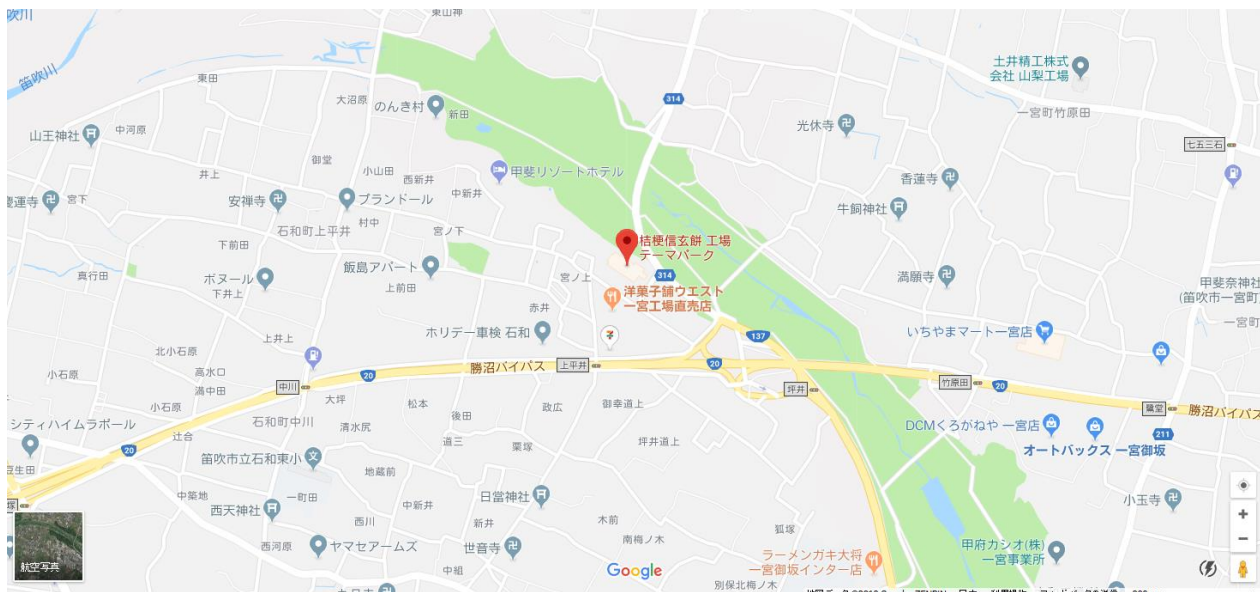 笛吹川
笛吹川
東山神
東田
大沼原
のんき村
新田
314
土井精工株式
会社 山梨工場
一宮町竹原田
七五三石
山王神社
中河原
御堂
小山田
西新井
中新井
甲斐リゾートホテル
光休寺
香蓮寺
牛飼神社
井上
安禅寺
ブランドール
村中
石和町上平井
宮ノ下
宮下
下前田
飯島アパート
上前田
桔梗信玄餅 工場
テーマパーク
314
満願寺
甲斐奈神社
(笛吹市一宮町
一宮町
真行田
ボヌール
下井上
宮ノ上
赤井
洋菓子舗ウエスト
一宮工場直売店
ホリデー車検 石和
137
いちやまマート一宮店
上井上
北小石原
高水口
満中田
小石原
小石原
中川
20
勝沼バイパス
上平井
20
坪井
竹原田
20
鵞堂
勝沼バイパス
211
大坪
松本
後田
政広
御幸道上
石和町中川
清水尻
道三
栗塚
坪井道上
シティハイムラポール
辻合
20
DCMくろがねや 一宮店
オートバックス 一宮御坂
笛吹市立石和東小
地蔵前
中築地
一町田
西天神社
中新井
日當神社
西川
新井
木前
狐塚
小玉寺
西河原
ヤマセアームズ
世音寺
南梅ノ木
中組
ラーメンガキ大将
一宮御坂インター店
甲府カシオ(株)
一宮事業所
別保北梅ノ木
航空写真
Google